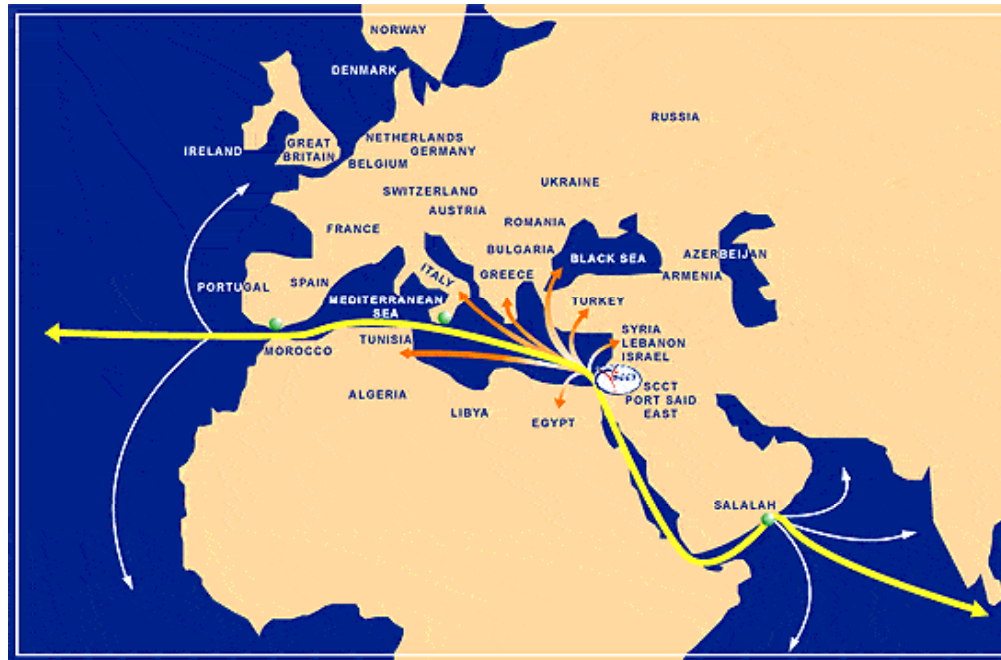 NORWAY
DENMARK
RUSSIA
IRELAND
GREAT
BRITAIN
NETHERLANDS
GERMANY
BELGIUM
SWITZERLAND
UKRAINE
AUSTRIA
ROMANIA
FRANCE
BULGARIA
BLACK SEA
AZERBEIJAN
ARMENIA
PORTUGAL
SPAIN
ITALY
GREECE
MEDITERRANEAN
SEA
TURKEY
MOROCCO
TUNISIA
SYRIA
LEBANON
ISRAEL
ALGERIA
LIBYA
EGYPT
SCCT
PORT SAID
EAST
SALALAH